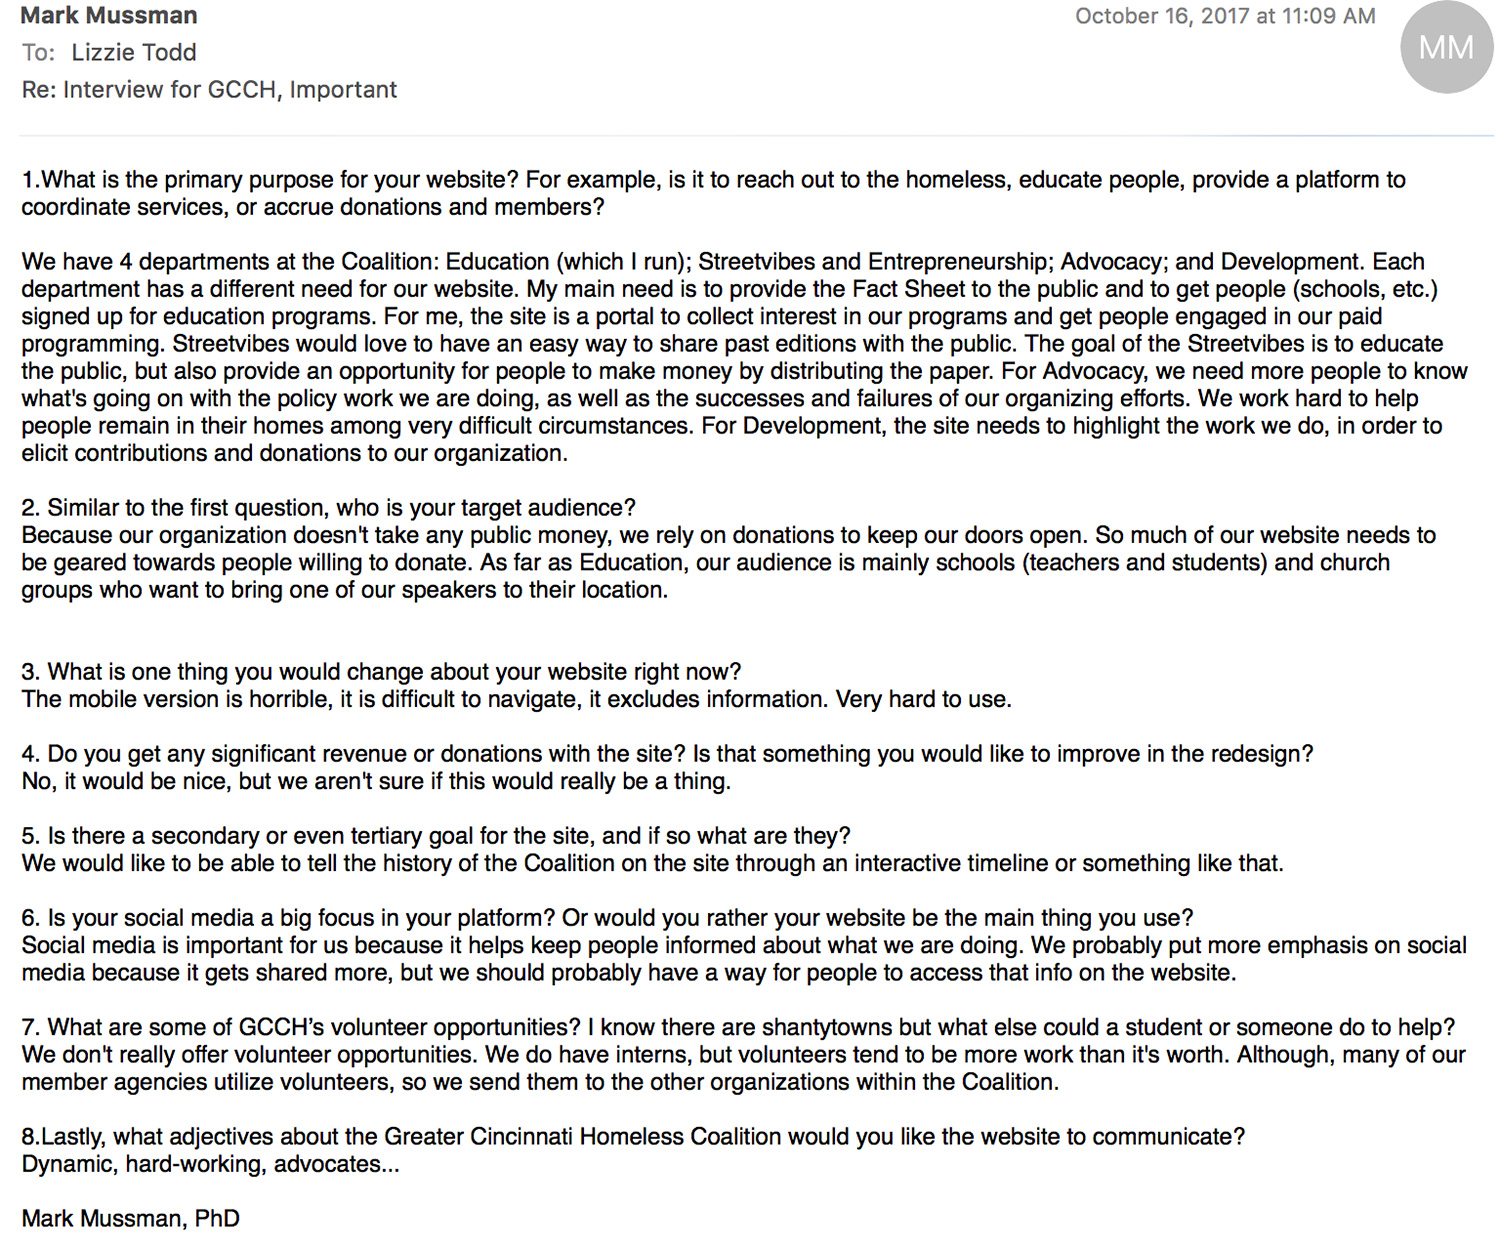 Mark Mussman
October 16, 2017 at 11:09 AM
MM
To: Lizzie Todd
Re: Interview for GCCH, Important
1.What is the primary purpose for your website? For example, is it to reach out to the homeless, educate people, provide a platform to
coordinate services, or accrue donations and members?
We have 4 departments at the Coalition: Education (which I run); Streetvibes and Entrepreneurship; Advocacy; and Development. Each
department has a different need for our website. My main need is to provide the Fact Sheet to the public and to get people (schools, etc.)
signed up for education programs. For me, the site is a portal to collect interest in our programs and get people engaged in our paid
programming. Streetvibes would love to have an easy way to share past editions with the public. The goal of the Streetvibes is to educate
the public, but also provide an opportunity for people to make money by distributing the paper. For Advocacy, we need more people to know
what's going on with the policy work we are doing, as well as the successes and failures of our organizing efforts. We work hard to help
people remain in their homes among very difficult circumstances. For Development, the site needs to highlight the work we do, in order to
elicit contributions and donations to our organization.
2. Similar to the first question, who is your target audience?
Because our organization doesn't take any public money, we rely on donations to keep our doors open. So much of our website needs to
be geared towards people willing to donate. As far as Education, our audience is mainly schools (teachers and students) and church
groups who want to bring one of our speakers to their location.
3. What is one thing you would change about your website right now?
The mobile version is horrible, it is difficult to navigate, it excludes information. Very hard to use.
4. Do you get any significant revenue or donations with the site? Is that something you would like to improve in the redesign?
No, it would be nice, but we aren't sure if this would really be a thing.
5. Is there a secondary or even tertiary goal for the site, and if so what are they?
We would like to be able to tell the history of the Coalition on the site through an interactive timeline or something like that.
6. Is your social media a big focus in your platform? Or would you rather your website be the main thing you use?
Social media is important for us because it helps keep people informed about what we are doing. We probably put more emphasis on social
media because it gets shared more, but we should probably have a way for people to access that info on the website.
7. What are some of GCCH’s volunteer opportunities? I know there are shantytowns but what else could a student or someone do to help?
We don't really offer volunteer opportunities. We do have interns, but volunteers tend to be more work than it's worth. Although, many of our
member agencies utilize volunteers, so we send them to the other organizations within the Coalition.
8.Lastly, what adjectives about the Greater Cincinnati Homeless Coalition would you like the website to communicate?
Dynamic, hard-working, advocates...
Mark Mussman, PhD